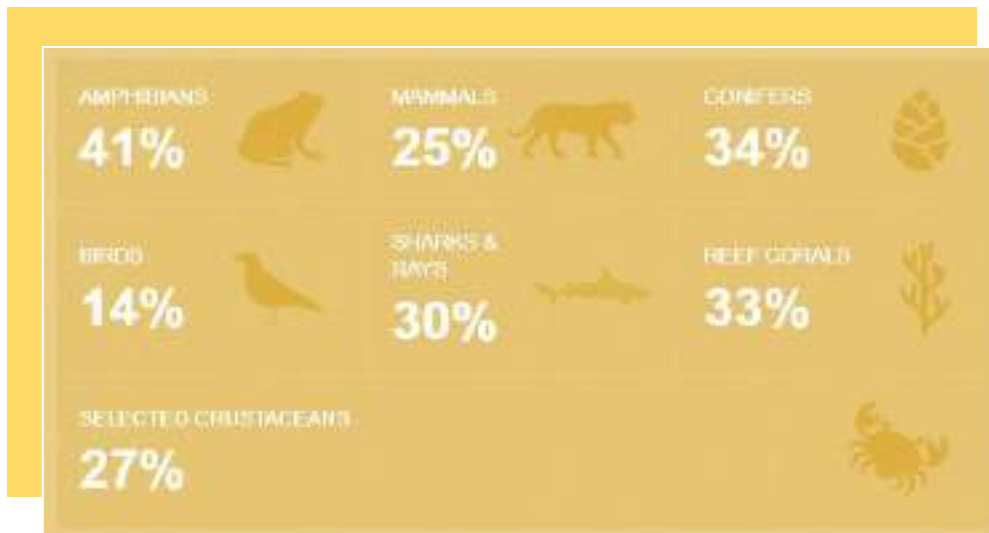 AMPHIBIANS
41%
MAMMALS
25%
CONIFERS
34%
BIRDS
14%
SHARKS &
RAYS
30%
REEF CORALS
33%
SELECTED CRUSTACEANS
27%